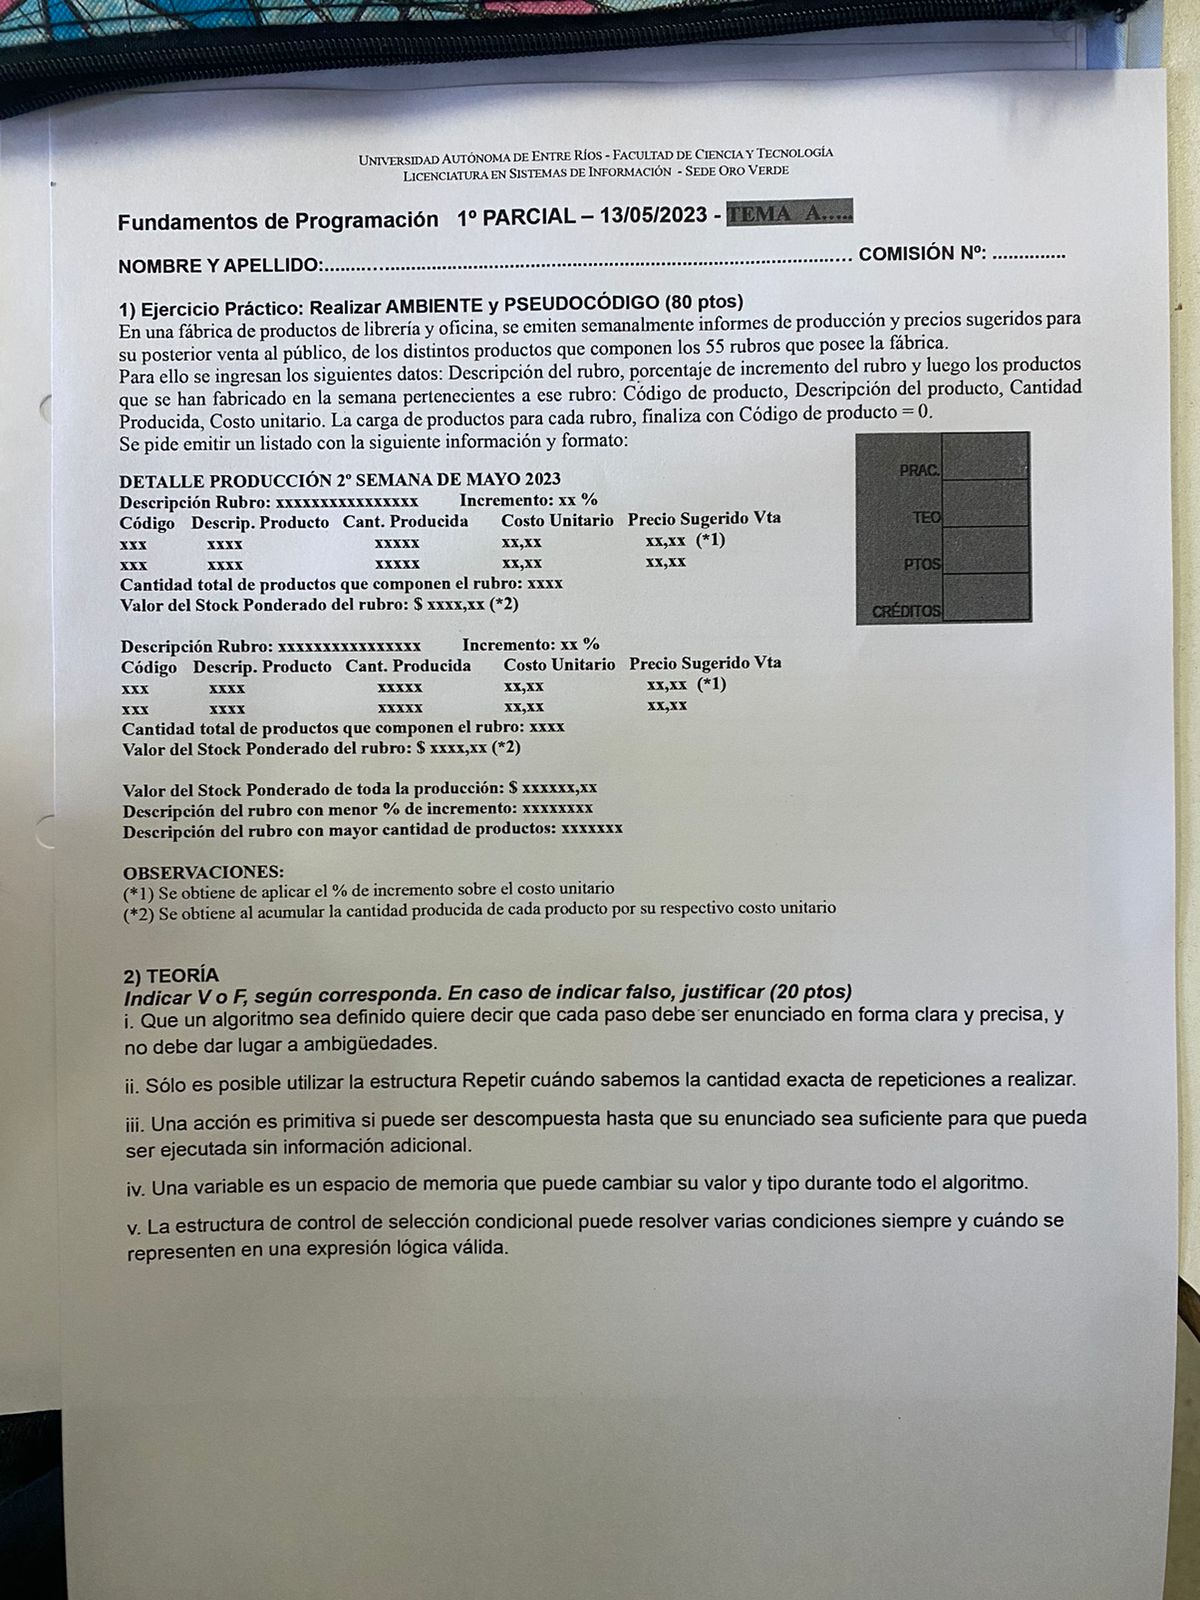 UNIVERSIDAD AUTÓNOMA DE ENTRE RÍOS - FACULTAD DE CIENCIA Y TECNOLOGÍA
LICENCIATURA EN SISTEMAS DE INFORMACIÓN - SEDE ORO VERDE
Fundamentos de Programación 1º PARCIAL – 13/05/2023 - TEMA A.....
NOMBRE Y APELLIDO:.................................................................................................... COMISIÓN Nº: ..............
1) Ejercicio Práctico: Realizar AMBIENTE y PSEUDOCÓDIGO (80 ptos)
En una fábrica de productos de librería y oficina, se emiten semanalmente informes de producción y precios sugeridos para
su posterior venta al público, de los distintos productos que componen los 55 rubros que posee la fábrica.
Para ello se ingresan los siguientes datos: Descripción del rubro, porcentaje de incremento del rubro y luego los productos
que se han fabricado en la semana pertenecientes a ese rubro: Código de producto, Descripción del producto, Cantidad
Producida, Costo unitario. La carga de productos para cada rubro, finaliza con Código de producto = 0.
Se pide emitir un listado con la siguiente información y formato:
DETALLE PRODUCCIÓN 2º SEMANA DE MAYO 2023
Descripción Rubro: xxxxxxxxxxxxxxxx Incremento: xx %
Código Descrip. Producto Cant. Producida Costo Unitario Precio Sugerido Vta
xxx xxxx xxxxx xx,xx xx,xx (*1)
xxx xxxx xxxxx xx,xx xx,xx
Cantidad total de productos que componen el rubro: xxxx
Valor del Stock Ponderado del rubro: $ xxxx,xx (*2)
PRAC.
TEO
PTOS
CRÉDITOS
Descripción Rubro: xxxxxxxxxxxxxxxx Incremento: xx %
Código Descrip. Producto Cant. Producida Costo Unitario Precio Sugerido Vta
xxx xxxx xxxxx xx,xx xx,xx (*1)
xxx xxxx xxxxx xx,xx xx,xx
Cantidad total de productos que componen el rubro: xxxx
Valor del Stock Ponderado del rubro: $ xxxx,xx (*2)
Valor del Stock Ponderado de toda la producción: $ xxxxxx,xx
Descripción del rubro con menor % de incremento: xxxxxxxx
Descripción del rubro con mayor cantidad de productos: xxxxxxx
OBSERVACIONES:
(*1) Se obtiene de aplicar el % de incremento sobre el costo unitario
(*2) Se obtiene al acumular la cantidad producida de cada producto por su respectivo costo unitario
2) TEORÍA
Indicar V o F, según corresponda. En caso de indicar falso, justificar (20 ptos)
i. Que un algoritmo sea definido quiere decir que cada paso debe ser enunciado en forma clara y precisa, y
no debe dar lugar a ambigüedades.
ii. Sólo es posible utilizar la estructura Repetir cuándo sabemos la cantidad exacta de repeticiones a realizar.
iii. Una acción es primitiva si puede ser descompuesta hasta que su enunciado sea suficiente para que pueda
ser ejecutada sin información adicional.
iv. Una variable es un espacio de memoria que puede cambiar su valor y tipo durante todo el algoritmo.
v. La estructura de control de selección condicional puede resolver varias condiciones siempre y cuándo se
representen en una expresión lógica válida.